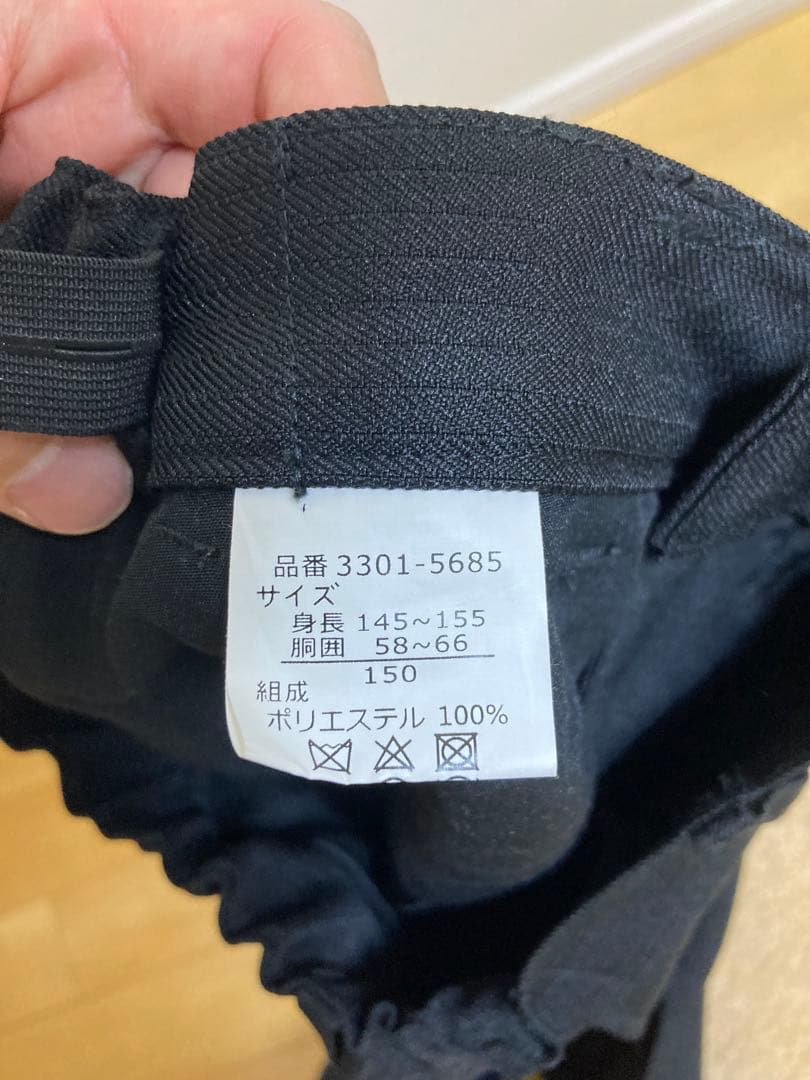 品番 3301-5685
サイズ
身長 145~155
胴囲 58~66
150
組成
ポリエステル 100%